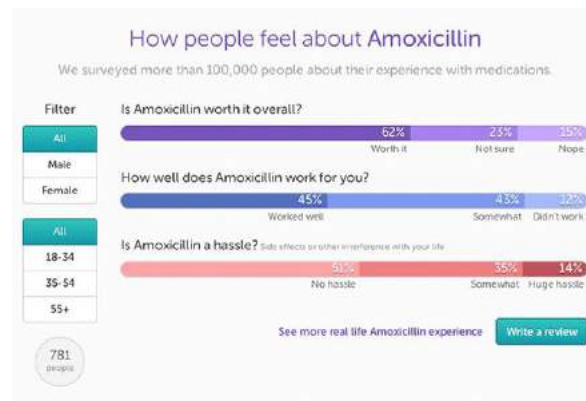 How people feel about Amoxicillin
We surveyed more than 100,000 people about their experience with medications.
Filter
All
Male
Female
All
18-34
35-54
55+
781
people
Is Amoxicillin worth it overall?
62% 23% 15%
Worth it Not sure Nope
How well does Amoxicillin work for you?
45% 43% 12%
Worked well Somewhat Didn't work
Is Amoxicillin a hassle? Side effects or other interference with your life
51% 35% 14%
No hassle Somewhat Huge hassle
See more real life Amoxicillin experience Write a review